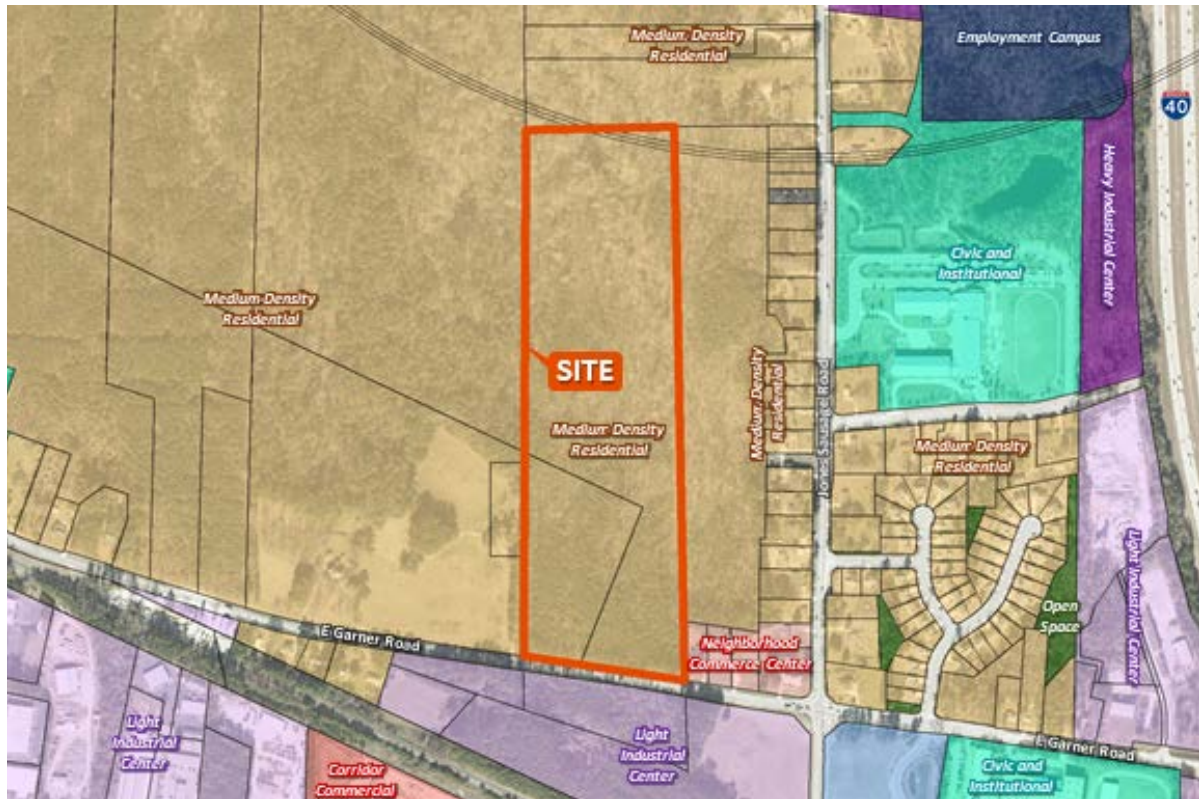 Medium Density
Residential
Employment Campus
40
Heavy Industrial Center
Civic and
Institutional
Medium Density
Residential
SITE
Medium Density
Residential
Medium Density
Residential
Jones Sausage Road
Medium Density
Residential
Light Industrial Center
Open
Space
E Garner Road
Neighborhood
Commerce Center
Light
Industrial
Center
Light
Industrial
Center
E Garner Road
Corridor
Commercial
Civic and
Institutional